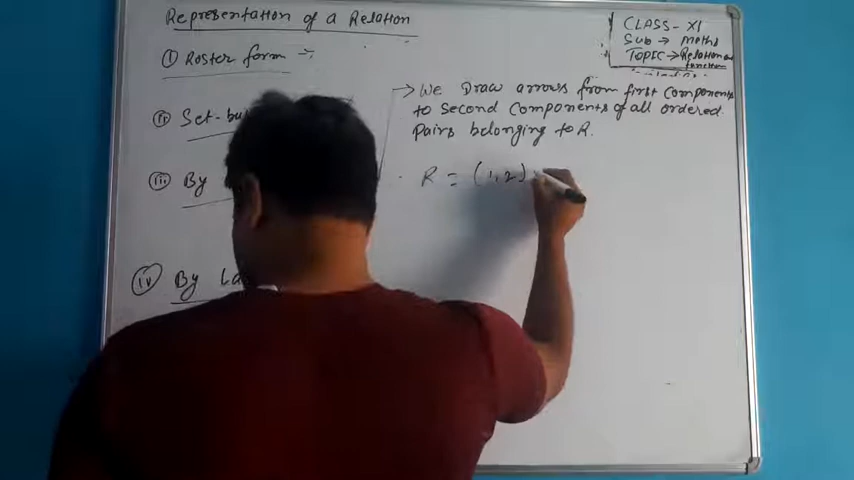 Representation of a Relation
CLASS - XI
Sub → Maths
TOPIC → Relation and
function
(i) Roster form :-
→ We Draw arrows from first components
to second components of all ordered
pairs belonging to R.
(ii) Set-bu
(iii) By
R = (1,2)
(iv) By La